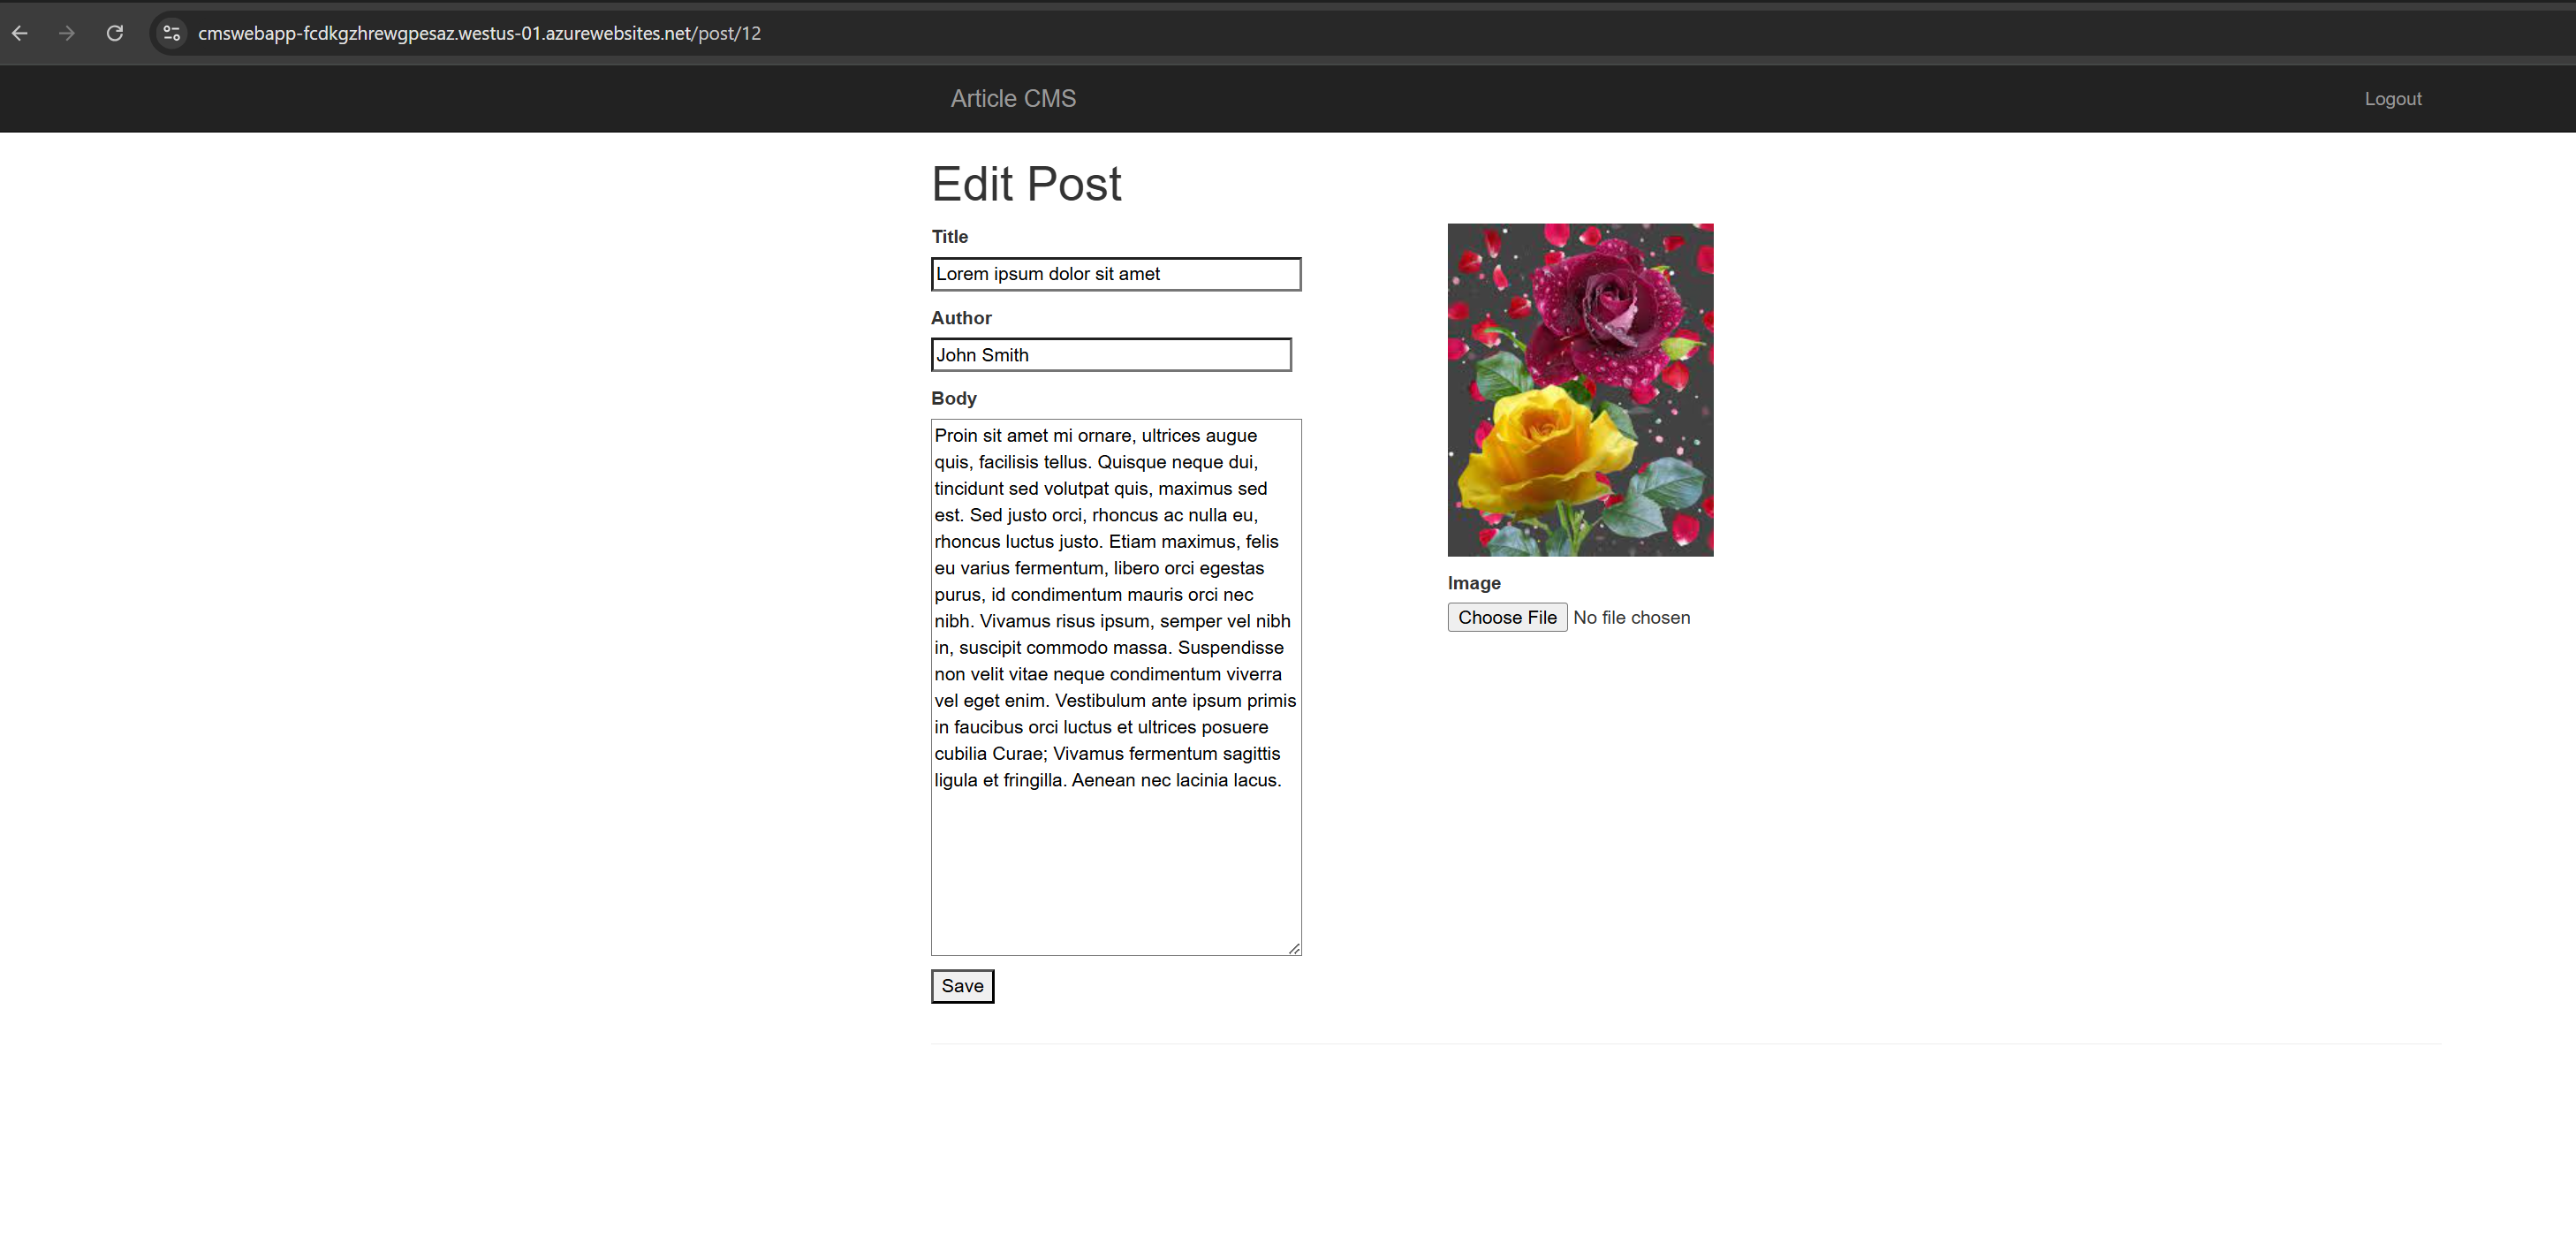 cmswebapp-fcdkgzhrewgpesaz.westus-01.azurewebsites.net/post/12
Article CMS
Logout
Edit Post
Title
Lorem ipsum dolor sit amet
Author
John Smith
Body
Proin sit amet mi ornare, ultrices augue
quis, facilisis tellus. Quisque neque dui,
tincidunt sed volutpat quis, maximus sed
est. Sed justo orci, rhoncus ac nulla eu,
rhoncus luctus justo. Etiam maximus, felis
eu varius fermentum, libero orci egestas
purus, id condimentum mauris orci nec
nibh. Vivamus risus ipsum, semper vel nibh
in, suscipit commodo massa. Suspendisse
non velit vitae neque condimentum viverra
vel eget enim. Vestibulum ante ipsum primis
in faucibus orci luctus et ultrices posuere
cubilia Curae; Vivamus fermentum sagittis
ligula et fringilla. Aenean nec lacinia lacus.
Save
Image
Choose File No file chosen